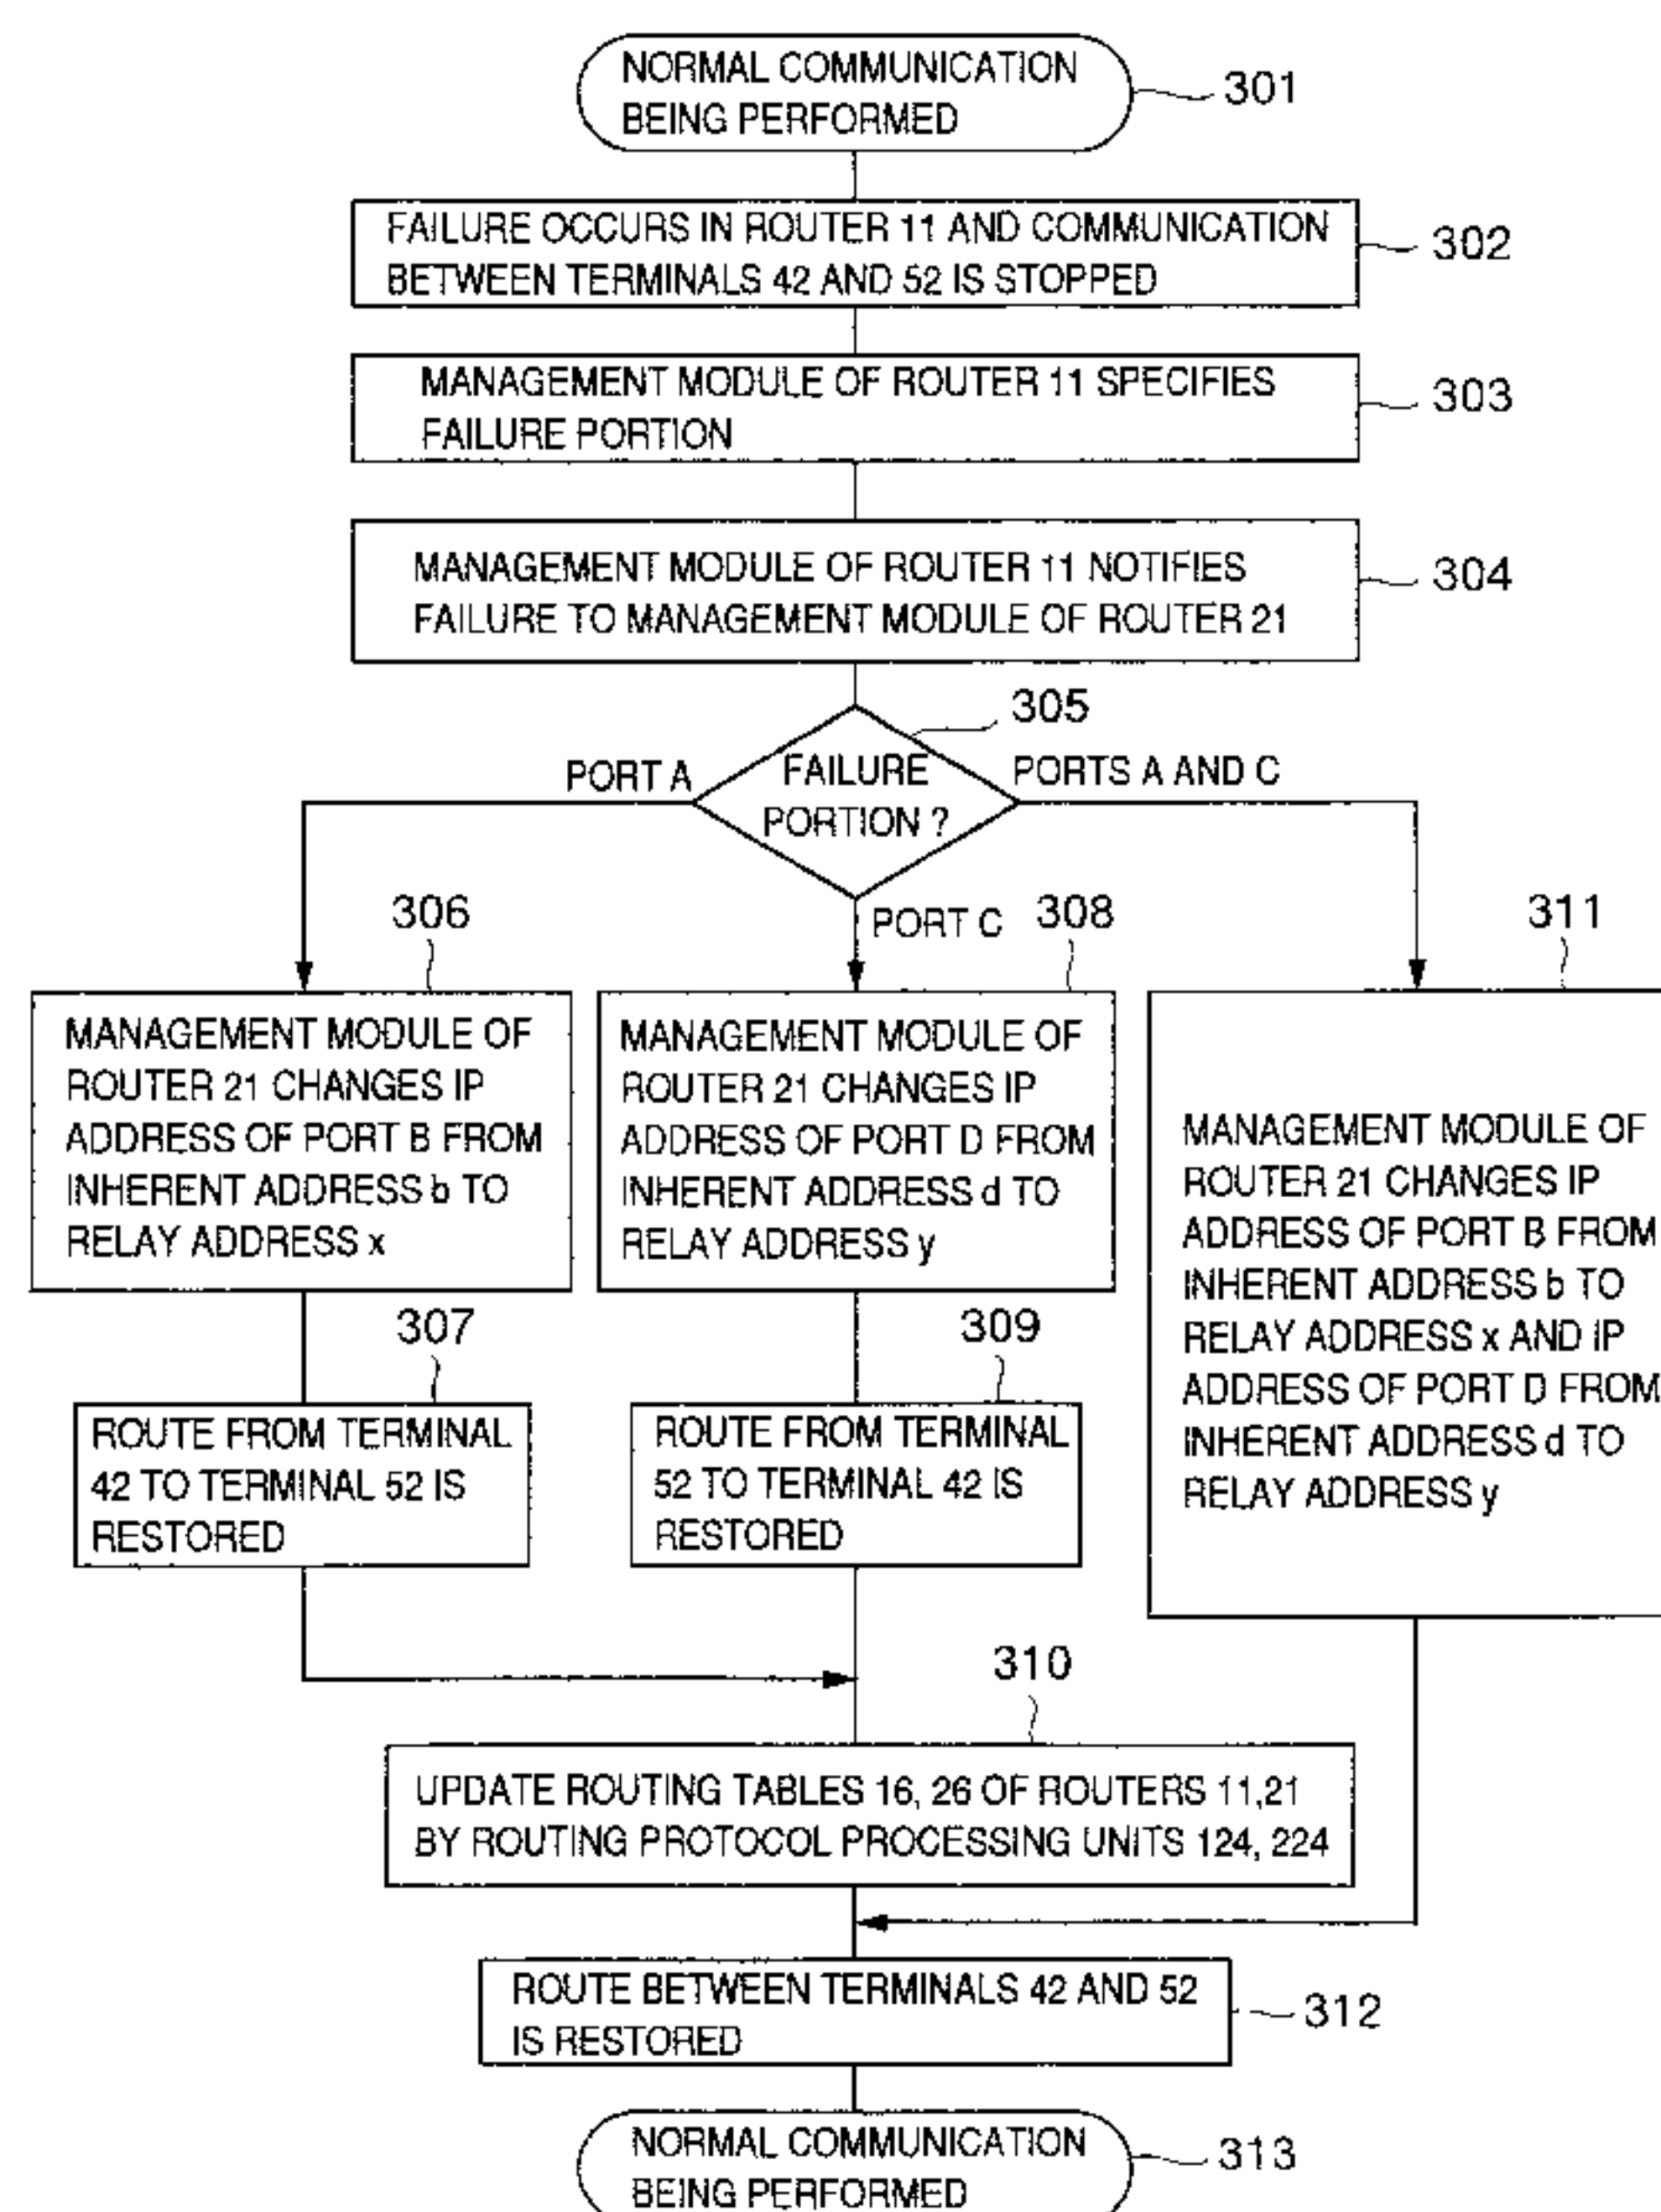 NORMAL COMMUNICATION
BEING PERFORMED
301
FAILURE OCCURS IN ROUTER 11 AND COMMUNICATION
BETWEEN TERMINALS 42 AND 52 IS STOPPED
302
MANAGEMENT MODULE OF ROUTER 11 SPECIFIES
FAILURE PORTION
303
MANAGEMENT MODULE OF ROUTER 11 NOTIFIES
FAILURE TO MANAGEMENT MODULE OF ROUTER 21
304
305
PORT A
FAILURE
PORTION ?
PORTS A AND C
PORT C
306
MANAGEMENT MODULE OF
ROUTER 21 CHANGES IP
ADDRESS OF PORT B FROM
INHERENT ADDRESS b TO
RELAY ADDRESS x
308
MANAGEMENT MODULE OF
ROUTER 21 CHANGES IP
ADDRESS OF PORT D FROM
INHERENT ADDRESS d TO
RELAY ADDRESS y
311
MANAGEMENT MODULE OF
ROUTER 21 CHANGES IP
ADDRESS OF PORT B FROM
INHERENT ADDRESS b TO
RELAY ADDRESS x AND IP
ADDRESS OF PORT D FROM
INHERENT ADDRESS d TO
RELAY ADDRESS y
307
ROUTE FROM TERMINAL
42 TO TERMINAL 52 IS
RESTORED
309
ROUTE FROM TERMINAL
52 TO TERMINAL 42 IS
RESTORED
310
UPDATE ROUTING TABLES 16, 26 OF ROUTERS 11,21
BY ROUTING PROTOCOL PROCESSING UNITS 124, 224
ROUTE BETWEEN TERMINALS 42 AND 52
IS RESTORED
312
NORMAL COMMUNICATION
BEING PERFORMED
313